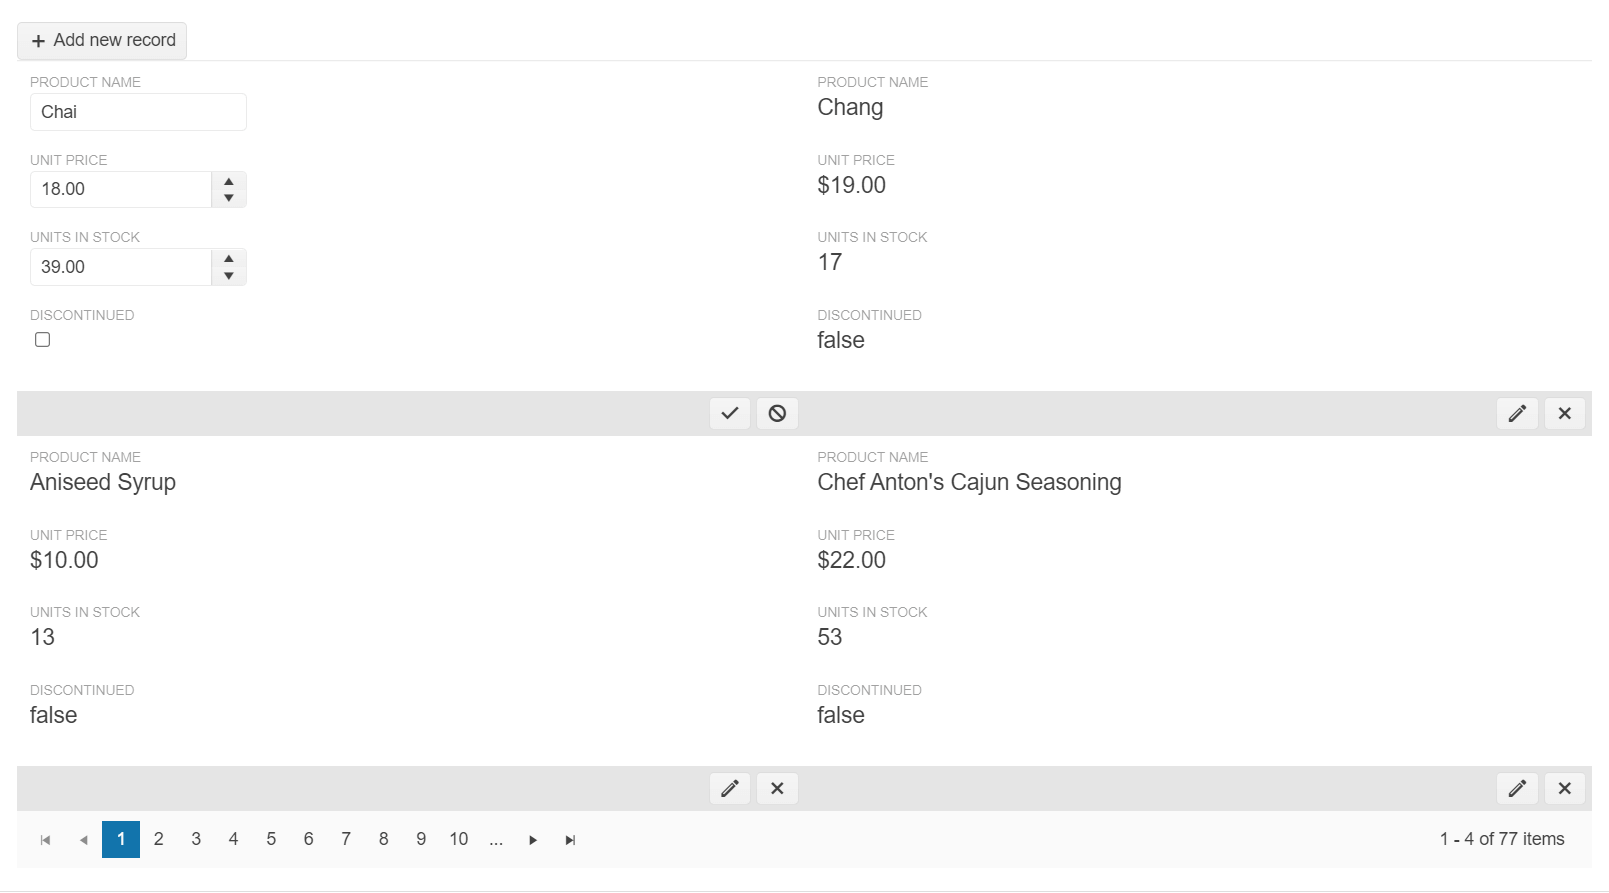 Add new record
PRODUCT NAME
Chai
UNIT PRICE
18.00
UNITS IN STOCK
39.00
DISCONTINUED
PRODUCT NAME
Chang
UNIT PRICE
$19.00
UNITS IN STOCK
17
DISCONTINUED
false
PRODUCT NAME
Aniseed Syrup
UNIT PRICE
$10.00
UNITS IN STOCK
13
DISCONTINUED
false
PRODUCT NAME
Chef Anton's Cajun Seasoning
UNIT PRICE
$22.00
UNITS IN STOCK
53
DISCONTINUED
false
1 2 3 4 5 6 7 8 9 10 ...
1 - 4 of 77 items